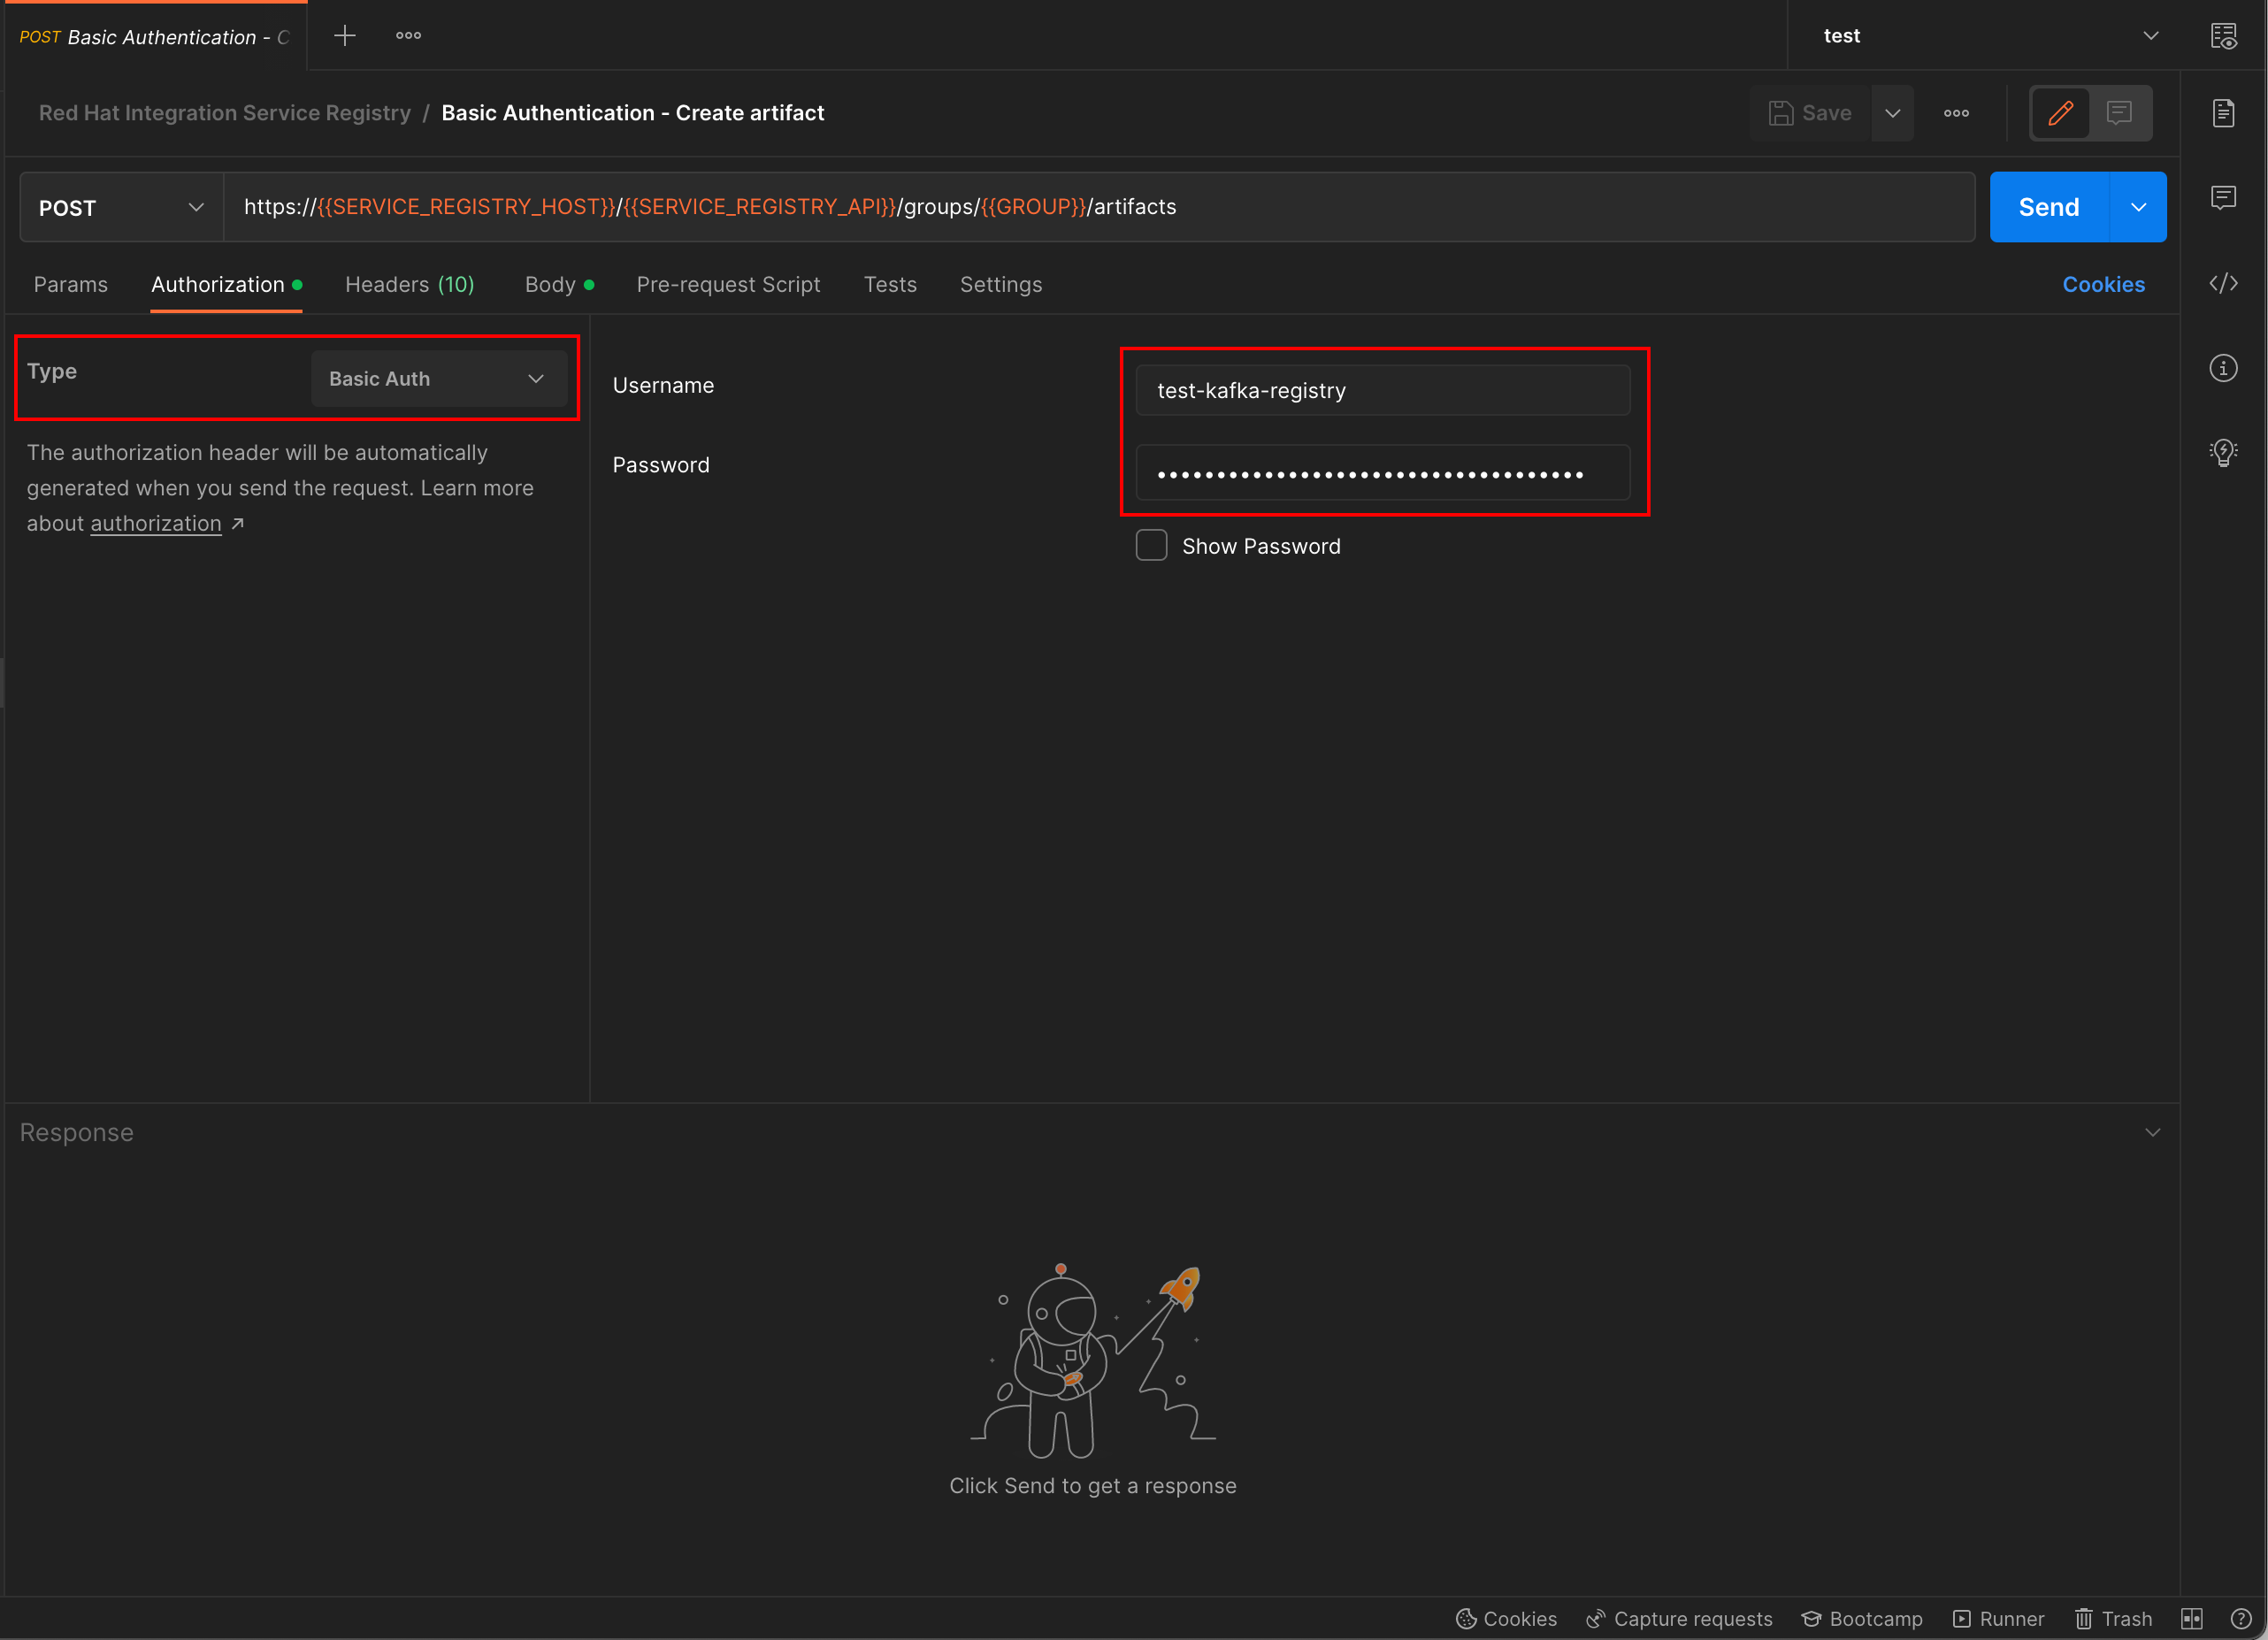 POST Basic Authentication - C
test
Red Hat Integration Service Registry / Basic Authentication - Create artifact
Save
POST
https://{{SERVICE_REGISTRY_HOST}}/{{SERVICE_REGISTRY_API}}/groups/{{GROUP}}/artifacts
Send
Params
Authorization
Headers (10)
Body
Pre-request Script
Tests
Settings
Cookies
Type
Basic Auth
The authorization header will be automatically
generated when you send the request. Learn more
about authorization ↗
Username
test-kafka-registry
Password
••••••••••••••••••••••••••••••••••••
Show Password
Response
Click Send to get a response
Cookies
Capture requests
Bootcamp
Runner
Trash